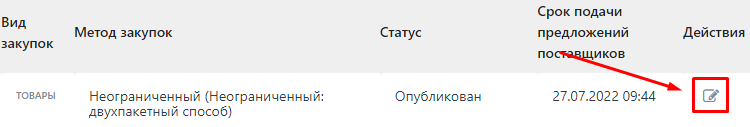 Вид закупок
Метод закупок
Статус
Срок подачи предложений поставщиков
Действия
ТОВАРЫ
Неограниченный (Неограниченный:
двухпакетный способ)
Опубликован
27.07.2022 09:44